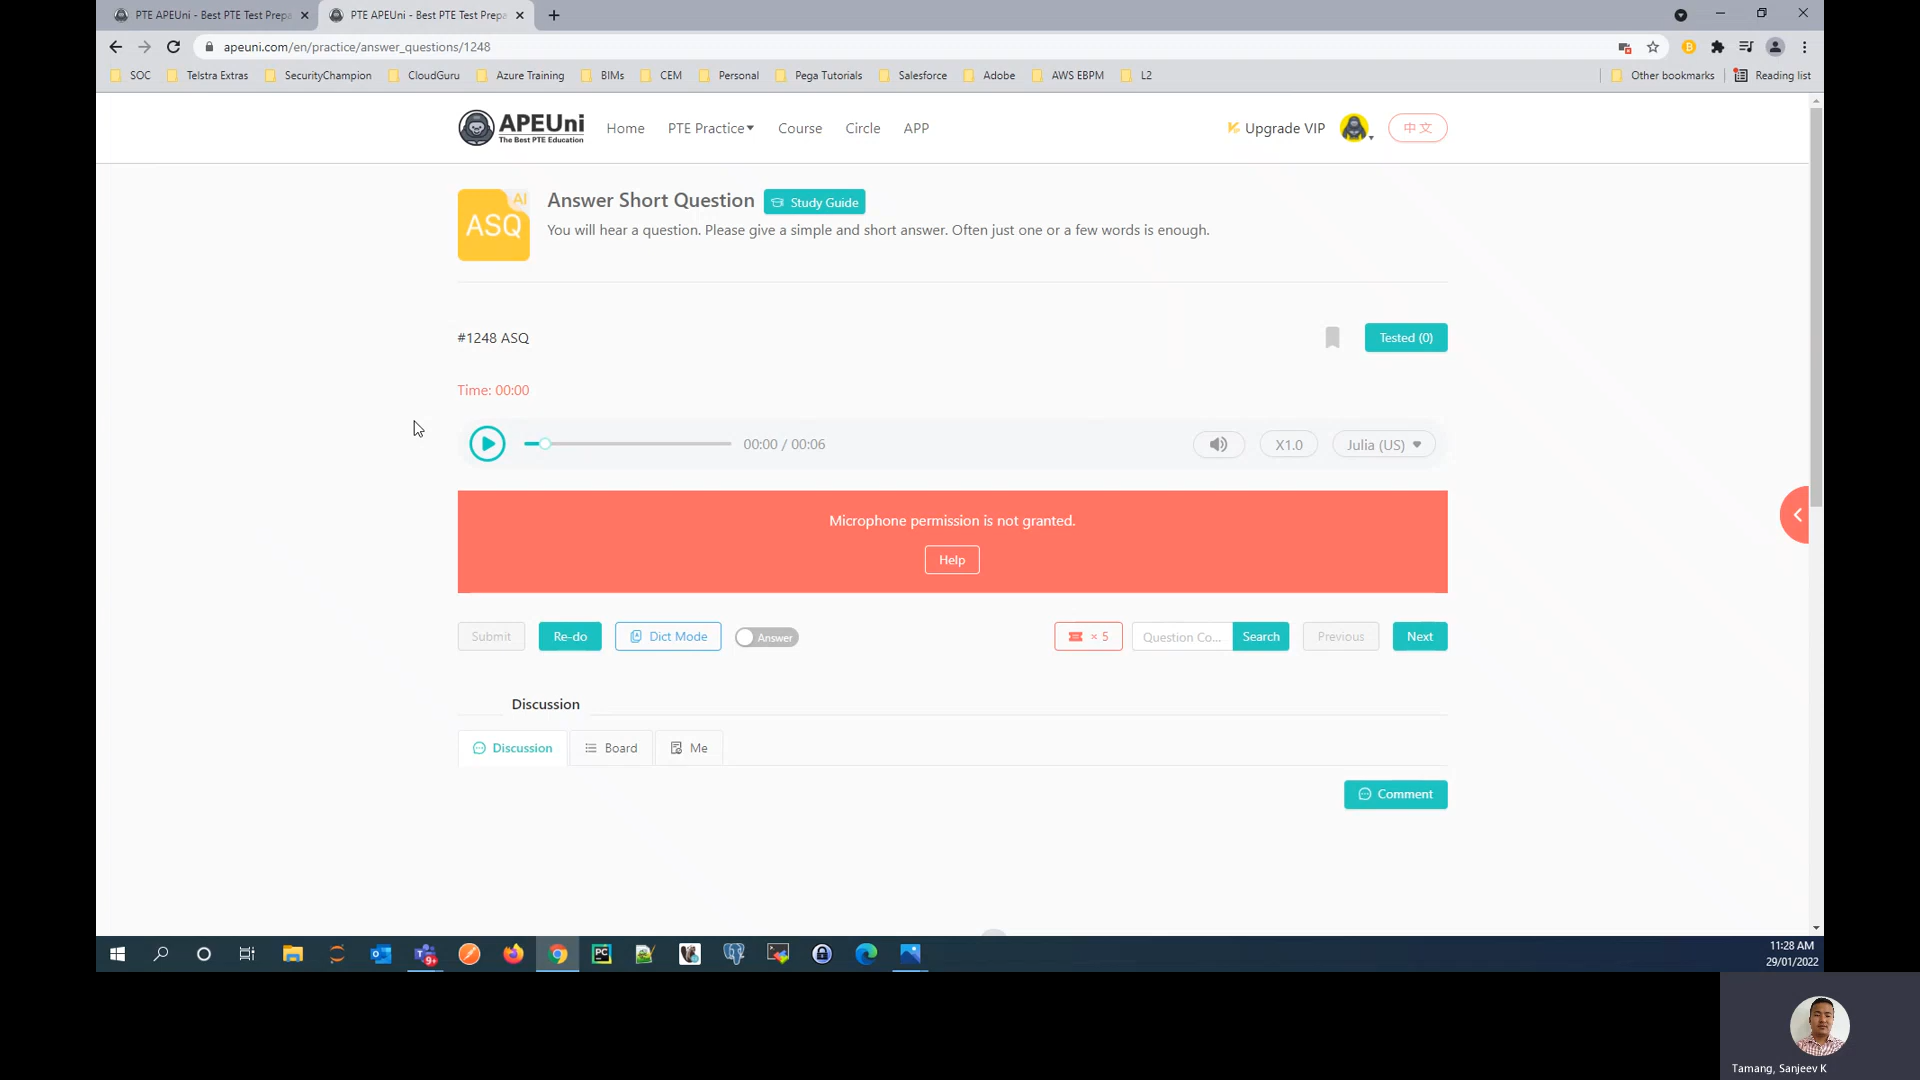 PTE APEUni - Best PTE Test Prepa
PTE APEUni - Best PTE Test Prepa
apeuni.com/en/practice/answer_questions/1248
SOC
Telstra Extras
SecurityChampion
CloudGuru
Azure Training
BIMs
CEM
Personal
Pega Tutorials
Salesforce
Adobe
AWS EBPM
L2
Other bookmarks
Reading list
APEUni
The Best PTE Education
Home
PTE Practice
Course
Circle
APP
Upgrade VIP
中文
AI
ASQ
Answer Short Question
Study Guide
You will hear a question. Please give a simple and short answer. Often just one or a few words is enough.
#1248 ASQ
Tested (0)
Time: 00:00
00:00 / 00:06
X1.0
Julia (US)
Microphone permission is not granted.
Help
Submit
Re-do
Dict Mode
Answer
× 5
Question Co...
Search
Previous
Next
Discussion
Discussion
Board
Me
Comment
PC
9+
11:28 AM
29/01/2022
Tamang, Sanjeev K